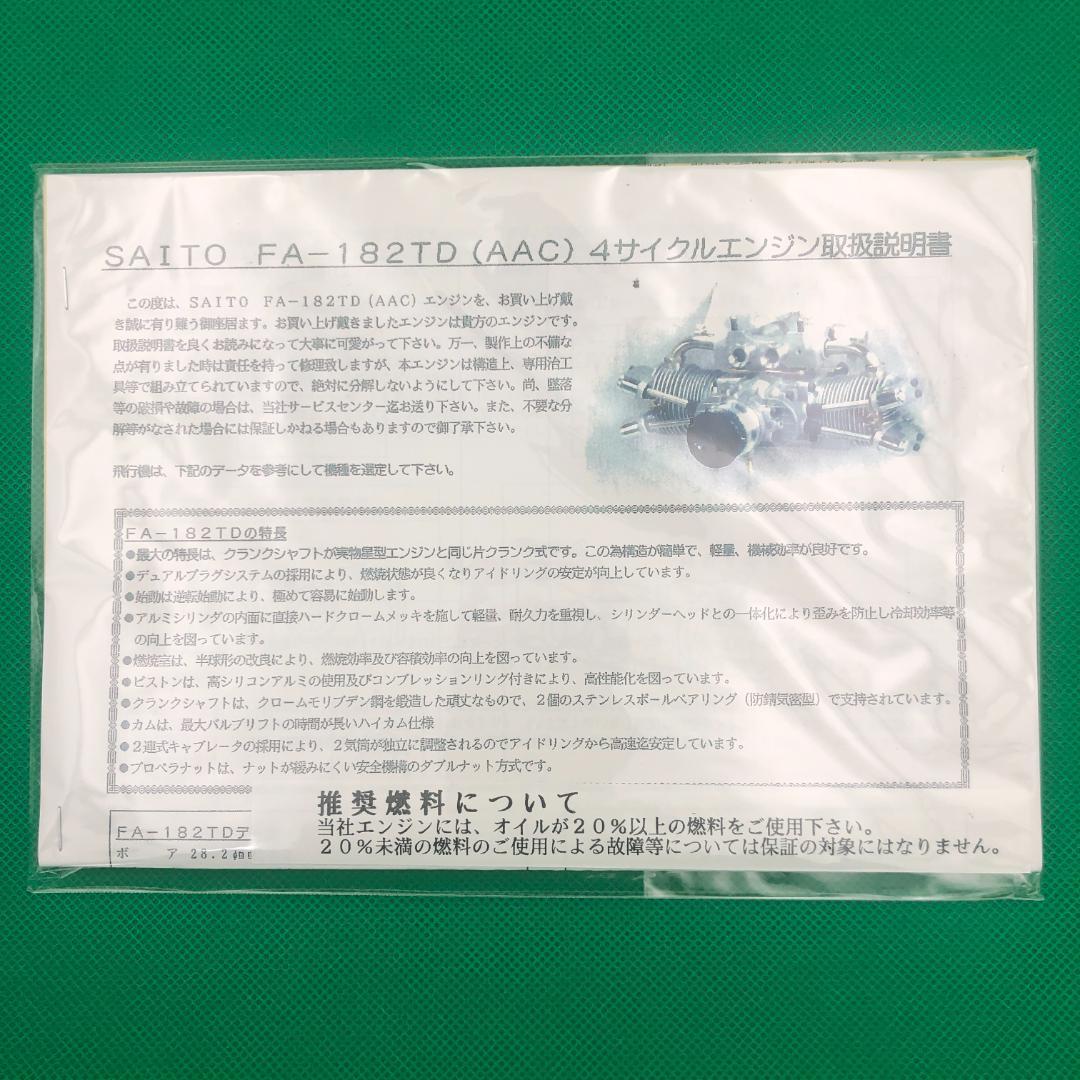 SAITO FA-182TD(AAC)4サイクルエンジン取扱説明書
この度は、SAITO FA-182TD(AAC)エンジンを、お買い上げ戴
き誠に有り難う御座居ます。お買い上げ戴きましたエンジンは貴方のエンジンです。
取扱説明書を良くお読みになって大事に可愛がって下さい。万一、製作上の不備な
点が有りました時は責任を持って修理致しますが、本エンジンは構造上、専用治工
具等で組み立てられていますので、絶対に分解しないようにして下さい。尚、墜落
等の破損や故障の場合は、当社サービスセンター迄お送り下さい。また、不要な分
解等がなされた場合には保証しかねる場合もありますので御了承下さい。
飛行機は、下記のデータを参考にして機種を選定して下さい。
FA-182TDの特長
●最大の特長は、クランクシャフトが実物星型エンジンと同じ片クランク式です。この為構造が簡単で、軽量、機械効率が良好です。
●デュアルプラグシステムの採用により、燃焼状態が良くなりアイドリングの安定が向上しています。
●始動は逆転始動により、極めて容易に始動します。
●アルミシリンダの内面に直接ハードクロームメッキを施して軽量、耐久力を重視し、シリンダーヘッドとの一体化により歪みを防止し冷却効率等
の向上を図っています。
●燃焼室は、半球形の改良により、燃焼効率及び容積効率の向上を図っています。
●ピストンは、高シリコンアルミの使用及びコンプレッションリング付きにより、高性能化を図っています。
●クランクシャフトは、クロームモリブデン鋼を鍛造した頑丈なもので、2個のステンレスボールベアリング(防錆気密型)で支持されています。
●カムは、最大バルブリフトの時間が長いハイカム仕様
●2連式キャブレータの採用により、2気筒が独立に調整されるのでアイドリングから高速迄安定しています。
●プロペラナットは、ナットが緩みにくい安全機構のダブルナット方式です。
推奨燃料について
当社エンジンには、オイルが20%以上の燃料をご使用下さい。
20%未満の燃料のご使用による故障等については保証の対象にはなりません。
FA-182TDデ
ボ ア 28.2